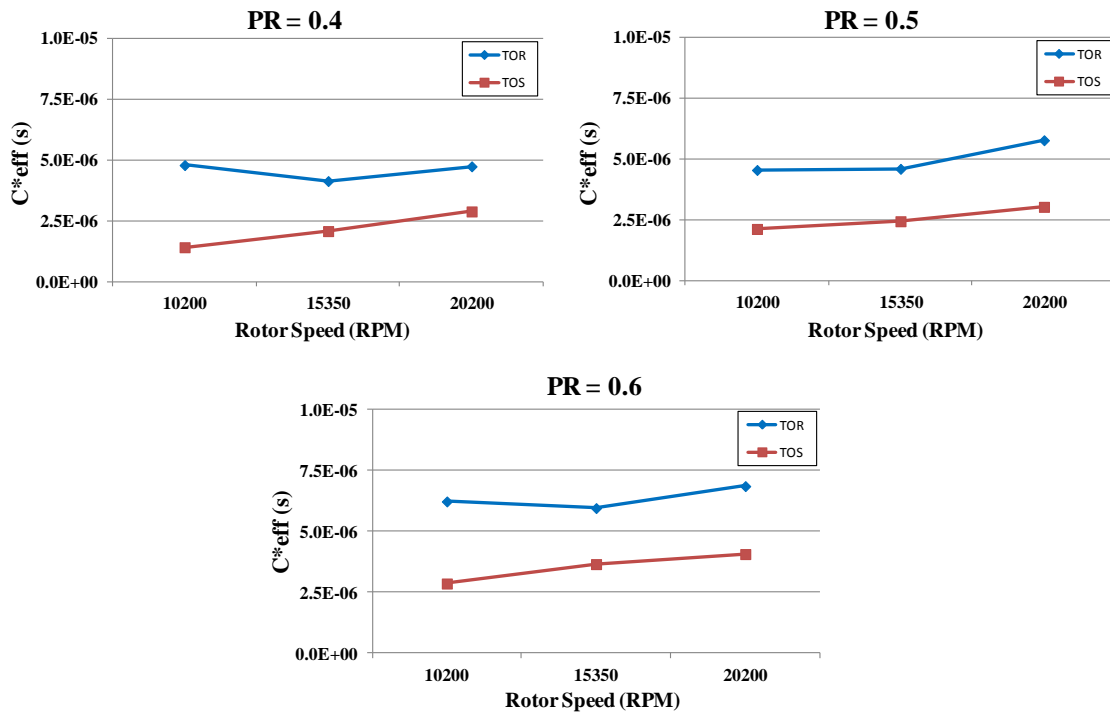 PR = 0.4
1.0E-05
7.5E-06
5.0E-06
2.5E-06
0.0E+00
C*eff (s)
TOR
TOS
10200 15350 20200
Rotor Speed (RPM)
PR = 0.5
1.0E-05
7.5E-06
5.0E-06
2.5E-06
0.0E+00
C*eff (s)
TOR
TOS
10200 15350 20200
Rotor Speed (RPM)
PR = 0.6
1.0E-05
7.5E-06
5.0E-06
2.5E-06
0.0E+00
C*eff (s)
TOR
TOS
10200 15350 20200
Rotor Speed (RPM)